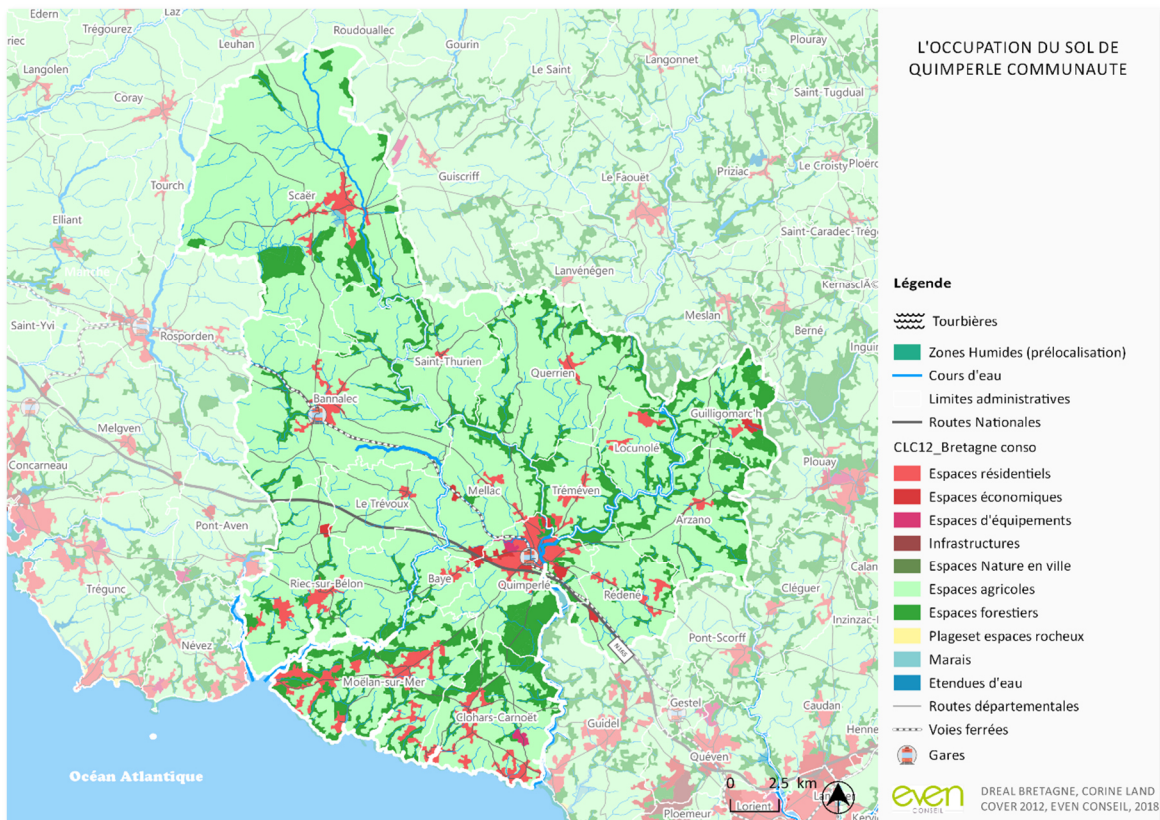 L'OCCUPATION DU SOL DE
QUIMPERLE COMMUNAUTE
Edern
Laz
Trégourez
Leuhan
Roudouallec
Gourin
Plouray
Langolen
Le Saint
Langonnet
Coray
Saint-Tugdual
Tourch
Guiscriff
Le Faouët
Priziac
Le Croisty
Scaër
Elliant
Lanvénégen
Saint-Yvi
Rosporden
Meslan
Berné
Saint-Thurien
Querrien
Bannalec
Guilligomarc'h
Melgven
Locunolé
Concarneau
Plouay
Mellac
Tréméven
Le Trévoux
Arzano
Pont-Aven
Trégunc
Riec-sur-Bélon
Baye
Quimperlé
Rédené
Cléguer
Névez
Pont-Scorff
N165
Moëlan-sur-Mer
Clohars-Carnoët
Guidel
Gestel
Caudan
Quéven
Océan Atlantique
Ploemeur
Lorient
0 2,5 km
Légende
Tourbières
Zones Humides (prélocalisation)
Cours d'eau
Limites administratives
Routes Nationales
CLC12_Bretagne conso
Espaces résidentiels
Espaces économiques
Espaces d'équipements
Infrastructures
Espaces Nature en ville
Espaces agricoles
Espaces forestiers
Plageset espaces rocheux
Marais
Etendues d'eau
Routes départementales
Voies ferrées
Gares
even
CONSEIL
DREAL BRETAGNE, CORINE LAND
COVER 2012, EVEN CONSEIL, 2018